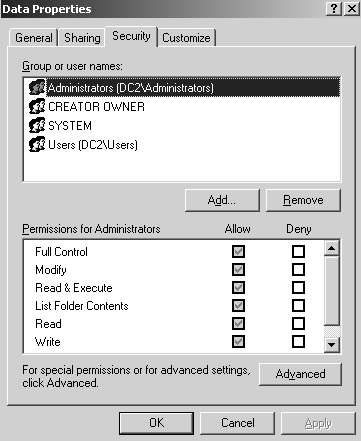 Data Properties
General Sharing Security Customize
Group or user names:
Administrators (DC2\Administrators)
CREATOR OWNER
SYSTEM
Users (DC2\Users)
Add... Remove
Permissions for Administrators Allow Deny
Full Control
Modify
Read & Execute
List Folder Contents
Read
Write
For special permissions or for advanced settings,
click Advanced.
Advanced
OK Cancel Apply